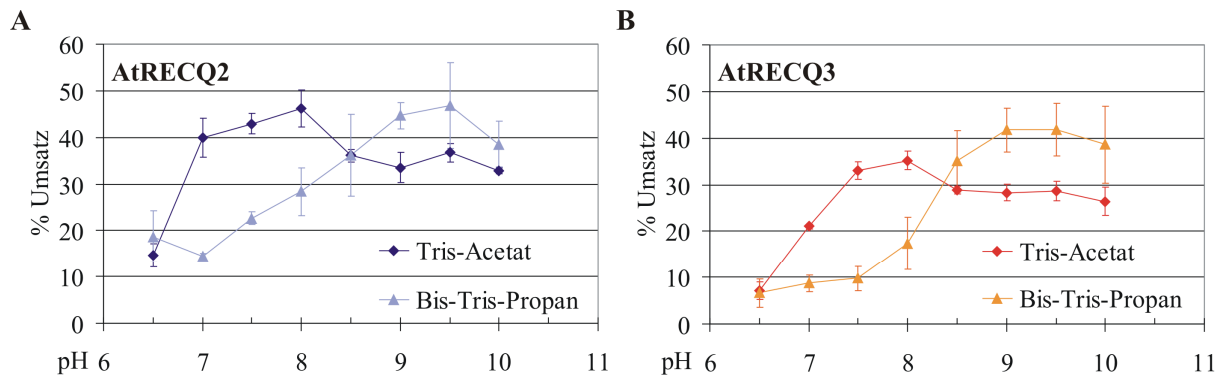 A
AtRECQ2
% Umsatz
60
50
40
30
20
10
0
Tris-Acetat
Bis-Tris-Propan
pH 6 7 8 9 10 11
B
AtRECQ3
% Umsatz
60
50
40
30
20
10
0
Tris-Acetat
Bis-Tris-Propan
pH 6 7 8 9 10 11